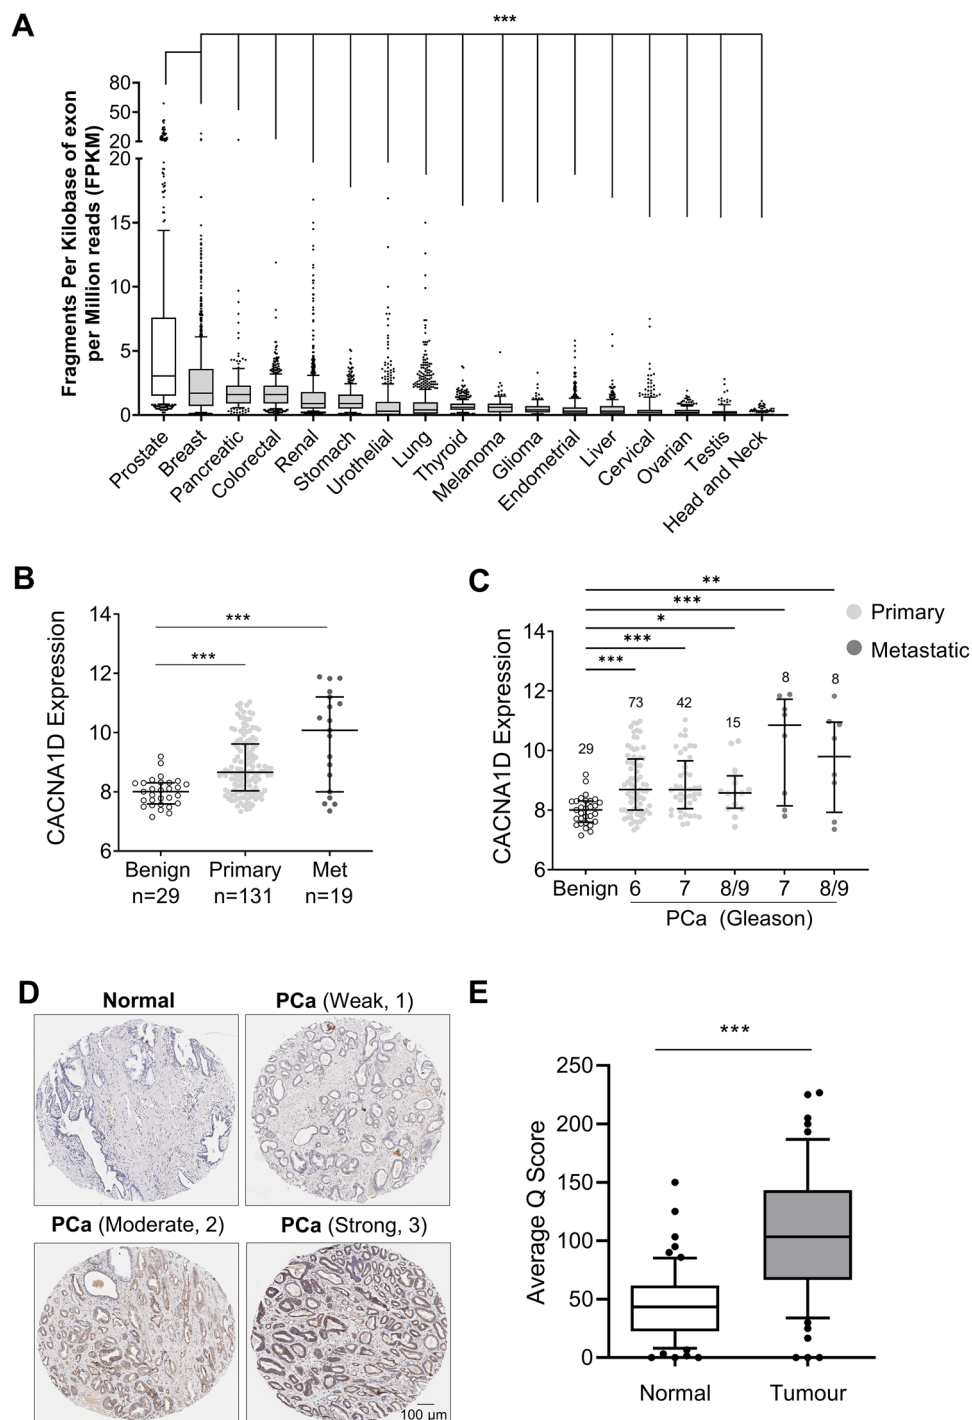 A
***
Fragments Per Kilobase of exon
per Million reads (FPKM)
80
50
20
20
15
10
5
0
Prostate
Breast
Pancreatic
Colorectal
Renal
Stomach
Urothelial
Lung
Thyroid
Melanoma
Glioma
Endometrial
Liver
Cervical
Ovarian
Testis
Head and Neck
B
CACNA1D Expression
14
12
10
8
6
***
***
Benign Primary Met
n=29 n=131 n=19
C
CACNA1D Expression
14
12
10
8
6
**
***
*
***
***
29 73 42 15 8 8
Primary
Metastatic
Benign 6 7 8/9 7 8/9
PCa (Gleason)
D
Normal
PCa (Weak, 1)
PCa (Moderate, 2)
PCa (Strong, 3)
100 µm
E
***
Average Q Score
250
200
150
100
50
0
Normal Tumour